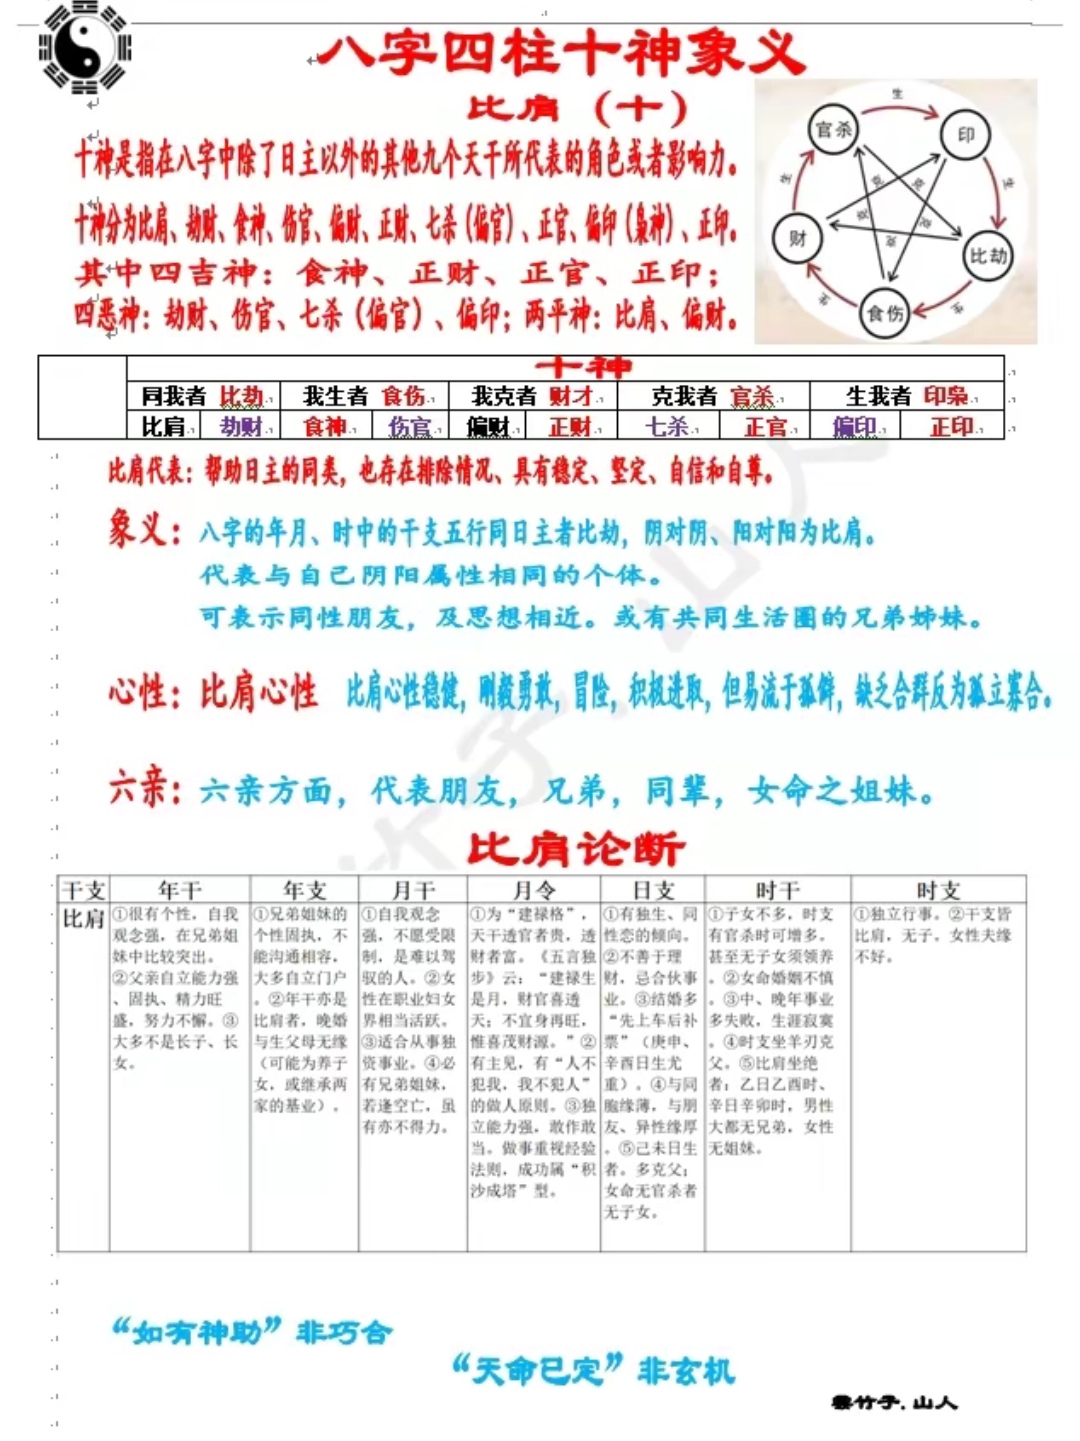 八字四柱十神象义
比肩（十）
十神是指在八字中除了日主以外的其他九个天干所代表的角色或者影响力。
十神分为比肩、劫财、食神、伤官、偏财、正财、七杀（偏官）、正官、偏印（枭神）、正印。
其中四吉神：食神、正财、正官、正印；
四恶神：劫财、伤官、七杀（偏官）、偏印；两平神：比肩、偏财。
生
官杀
印
生
克
克
生
克
克
财
比劫
克
生
食伤
生
十神
同我者 比劫 我生者 食伤 我克者 财才 克我者 官杀 生我者 印枭
比肩 劫财 食神 伤官 偏财 正财 七杀 正官 偏印 正印
比肩代表：帮助日主的同类，也存在排除情况、具有稳定、坚定、自信和自尊。
象义：八字的年月、时中的干支五行同日主者比劫，阴对阴、阳对阳为比肩。
代表与自己阴阳属性相同的个体。
可表示同性朋友，及思想相近。或有共同生活圈的兄弟姊妹。
心性：比肩心性 比肩心性稳健，刚毅勇敢，冒险，积极进取，但易流于孤僻，缺乏合群反为孤立寡合。
六亲：六亲方面，代表朋友，兄弟，同辈，女命之姐妹。
比肩论断
干支 年干 年支 月干 月令 日支 时干 时支
比肩
①很有个性，自我
观念强，在兄弟姐
妹中比较突出。
②父亲自立能力强
、固执、精力旺
盛，努力不懈。③
大多不是长子、长
女。
①兄弟姐妹的
个性固执，不
能沟通相容，
大多自立门户
。②年干亦是
比肩者，晚婚
与生父母无缘
（可能为养子
女，或继承两
家的基业）。
①自我观念
强，不愿受限
制，是难以驾
驭的人。②女
性在职业妇女
界相当活跃。
③适合从事独
资事业。④必
有兄弟姐妹，
若逢空亡，虽
有亦不得力。
①为“建禄格”，
天干透官者贵，透
财者富。《五言独
步》云：“建禄生
是月，财官喜透
天；不宜身再旺，
惟喜茂财源。”②
有主见，有“人不
犯我，我不犯人”
的做人原则。③独
立能力强，敢作敢
当。做事重视经验
法则，成功属“积
沙成塔”型。
①有独生、同
性恋的倾向。
②不善于理
财，忌合伙事
业。③结婚多
“先上车后补
票”（庚申、
辛酉日生尤
重）。④与同
胞缘薄，与朋
友、异性缘厚
。⑤己未日生
者。多克父；
女命无官杀者
无子女。
①子女不多，时支
有官杀时可增多。
甚至无子女须领养
。②女命婚姻不慎
。③中、晚年事业
多失败，生涯寂寞
。④时支坐羊刃克
父。⑤比肩坐绝
者：乙日乙酉时、
辛日辛卯时，男性
大都无兄弟，女性
无姐妹。
①独立行事。②干支皆
比肩，无子。女性夫缘
不好。
“如有神助”非巧合
“天命已定”非玄机
云竹子.山人